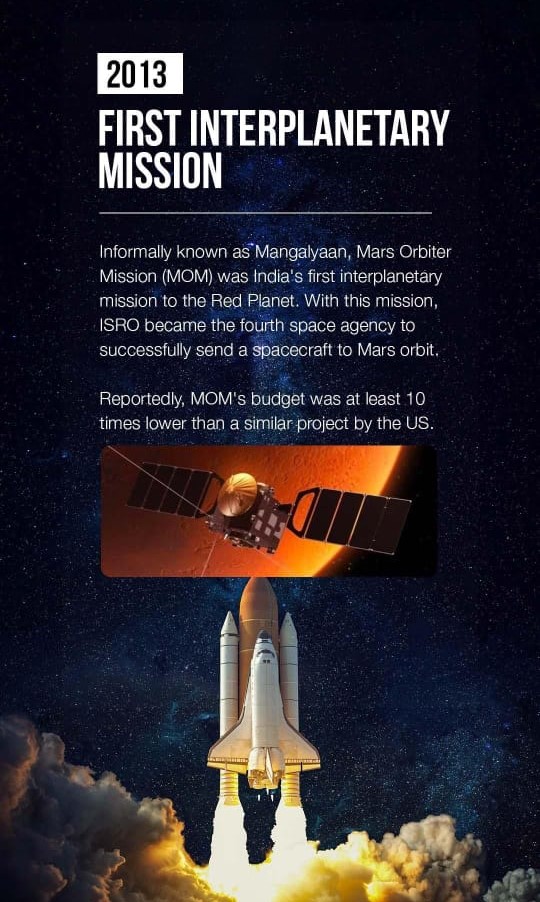 2013
FIRST INTERPLANETARY
MISSION
Informally known as Mangalyaan, Mars Orbiter
Mission (MOM) was India's first interplanetary
mission to the Red Planet. With this mission,
ISRO became the fourth space agency to
successfully send a spacecraft to Mars orbit.
Reportedly, MOM's budget was at least 10
times lower than a similar project by the US.